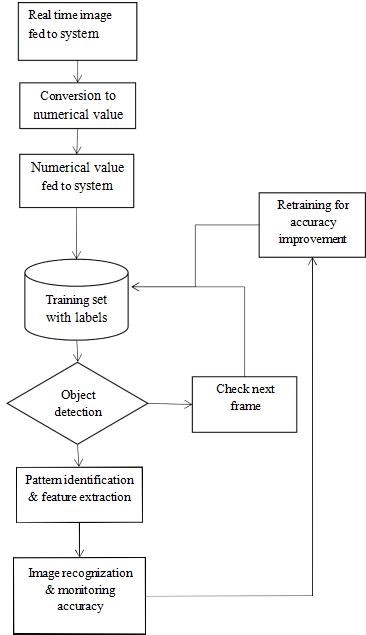 Real time image
fed to system
Conversion to
numerical value
Numerical value
fed to system
Retraining for
accuracy
improvement
Training set
with labels
Object
detection
Check next
frame
Pattern identification
& feature extraction
Image recognization
& monitoring
accuracy